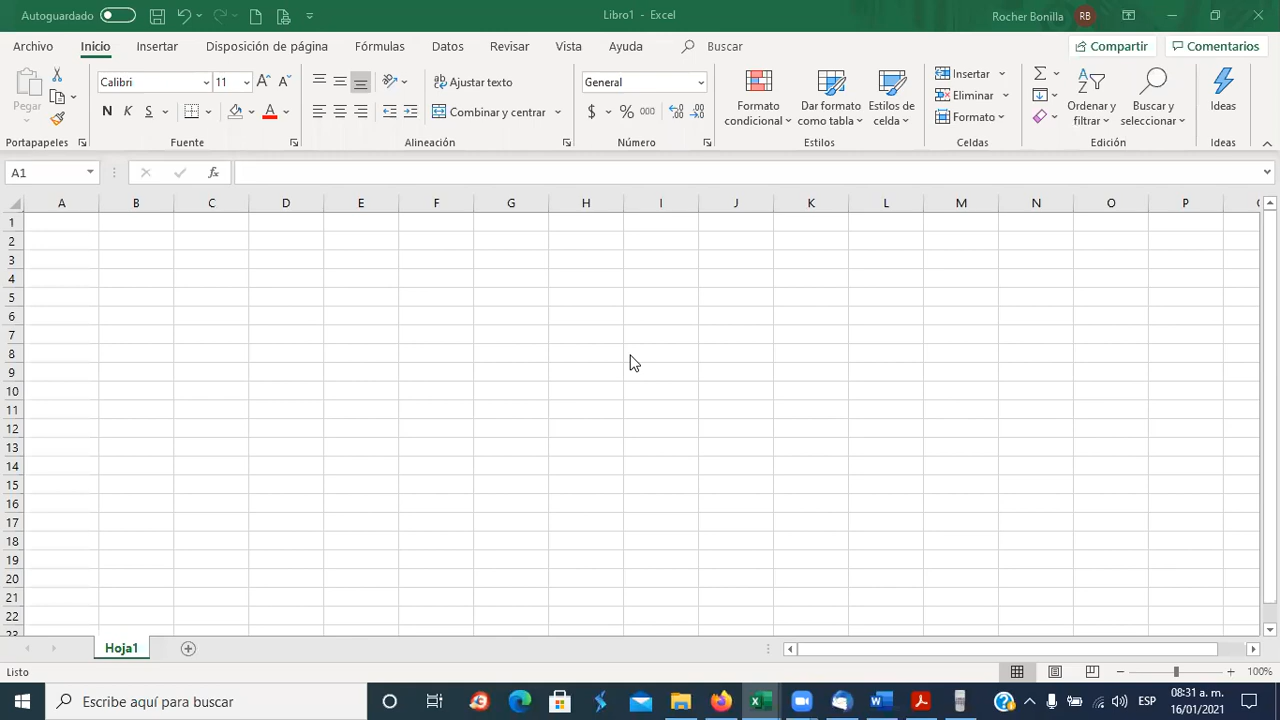 Autoguardado Libro1 - Excel Rocher Bonilla RB
Archivo Inicio Insertar Disposición de página Fórmulas Datos Revisar Vista Ayuda Buscar Compartir Comentarios
Pegar
Calibri 11
N K S A
Ajustar texto
Combinar y centrar
General
$ % 000
Formato condicional
Dar formato como tabla
Estilos de celda
Insertar
Eliminar
Formato
Ordenar y filtrar
Buscar y seleccionar
Ideas
Portapapeles Fuente Alineación Número Estilos Celdas Edición Ideas
A1 fx
A B C D E F G H I J K L M N O P
1
2
3
4
5
6
7
8
9
10
11
12
13
14
15
16
17
18
19
20
21
22
23
Hoja1
Listo 100%
Escribe aquí para buscar ESP 08:31 a. m.
16/01/2021